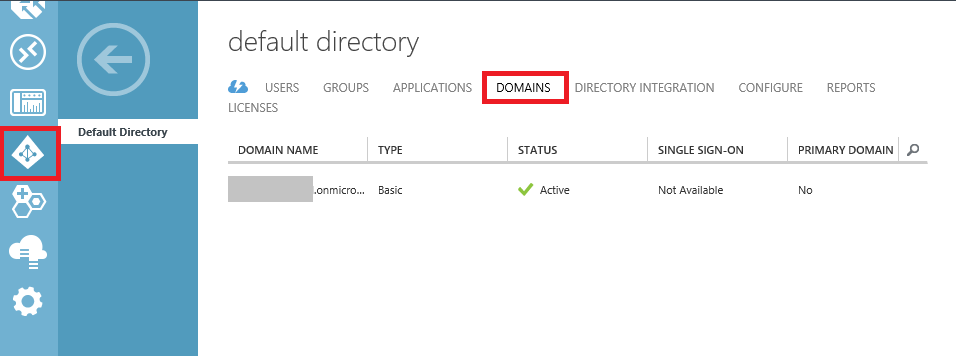 default directory
USERS GROUPS APPLICATIONS DOMAINS DIRECTORY INTEGRATION CONFIGURE REPORTS
LICENSES
Default Directory
DOMAIN NAME TYPE STATUS SINGLE SIGN-ON PRIMARY DOMAIN
.onmicro... Basic Active Not Available No